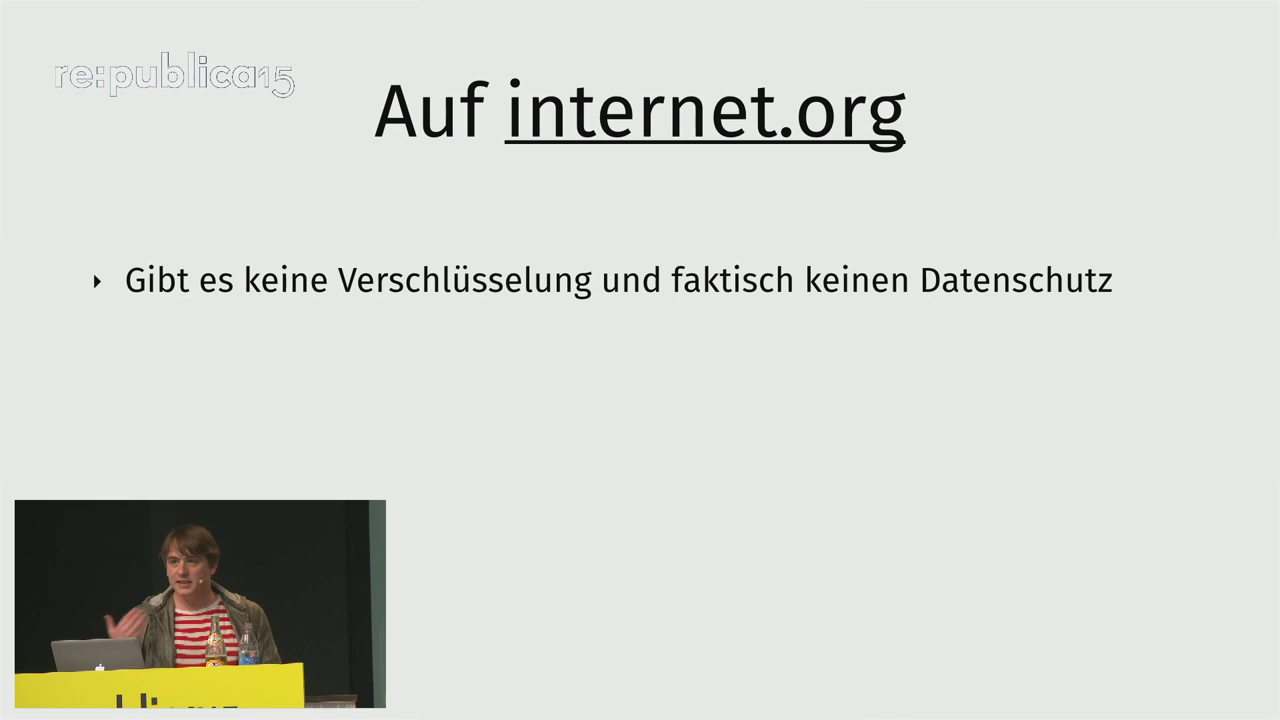 re:publica15
Auf internet.org
‣ Gibt es keine Verschlüsselung und faktisch keinen Datenschutz